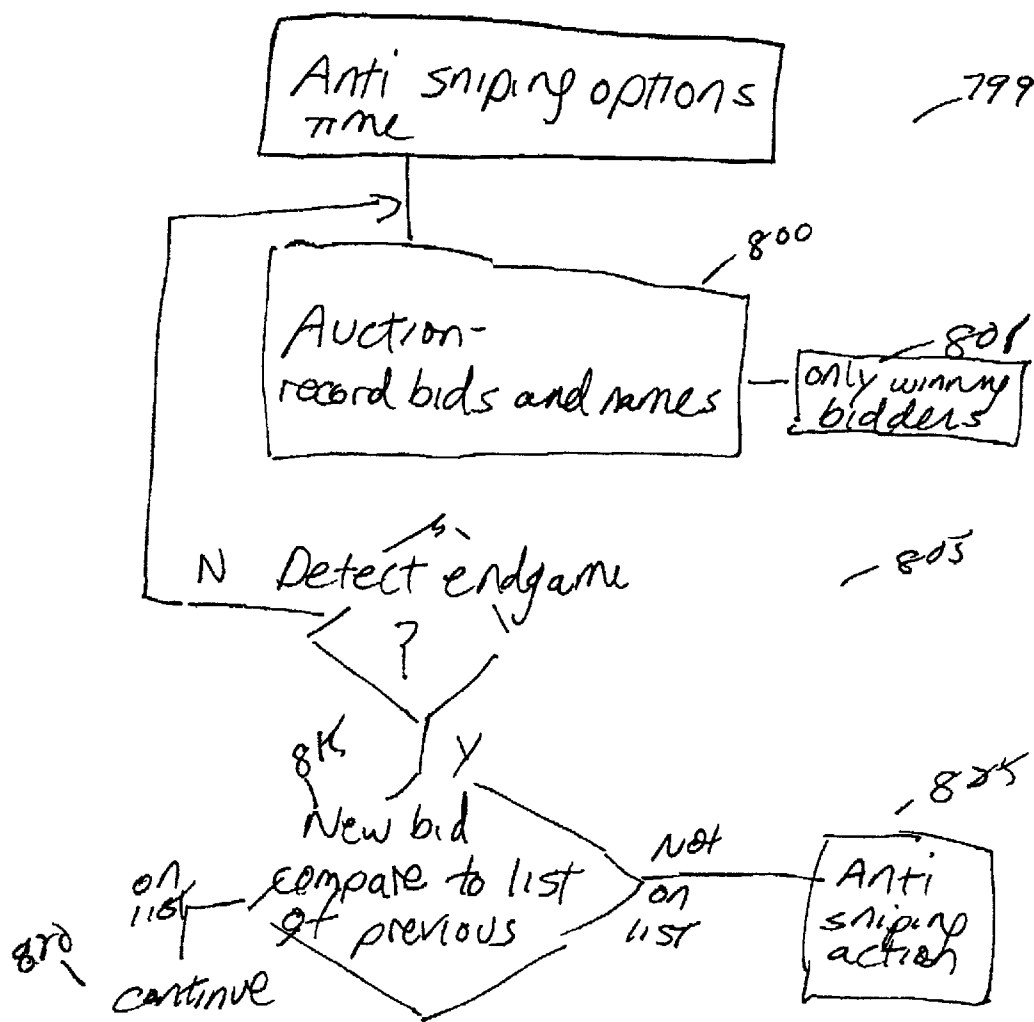 Anti sniping options
time
799
800
Auction-
record bids and names
801
only winning
bidders
N Detect endgame
?
805
Y
815
New bid
compare to list
of previous
on
list
820
continue
Not
on
list
825
Anti
sniping
action